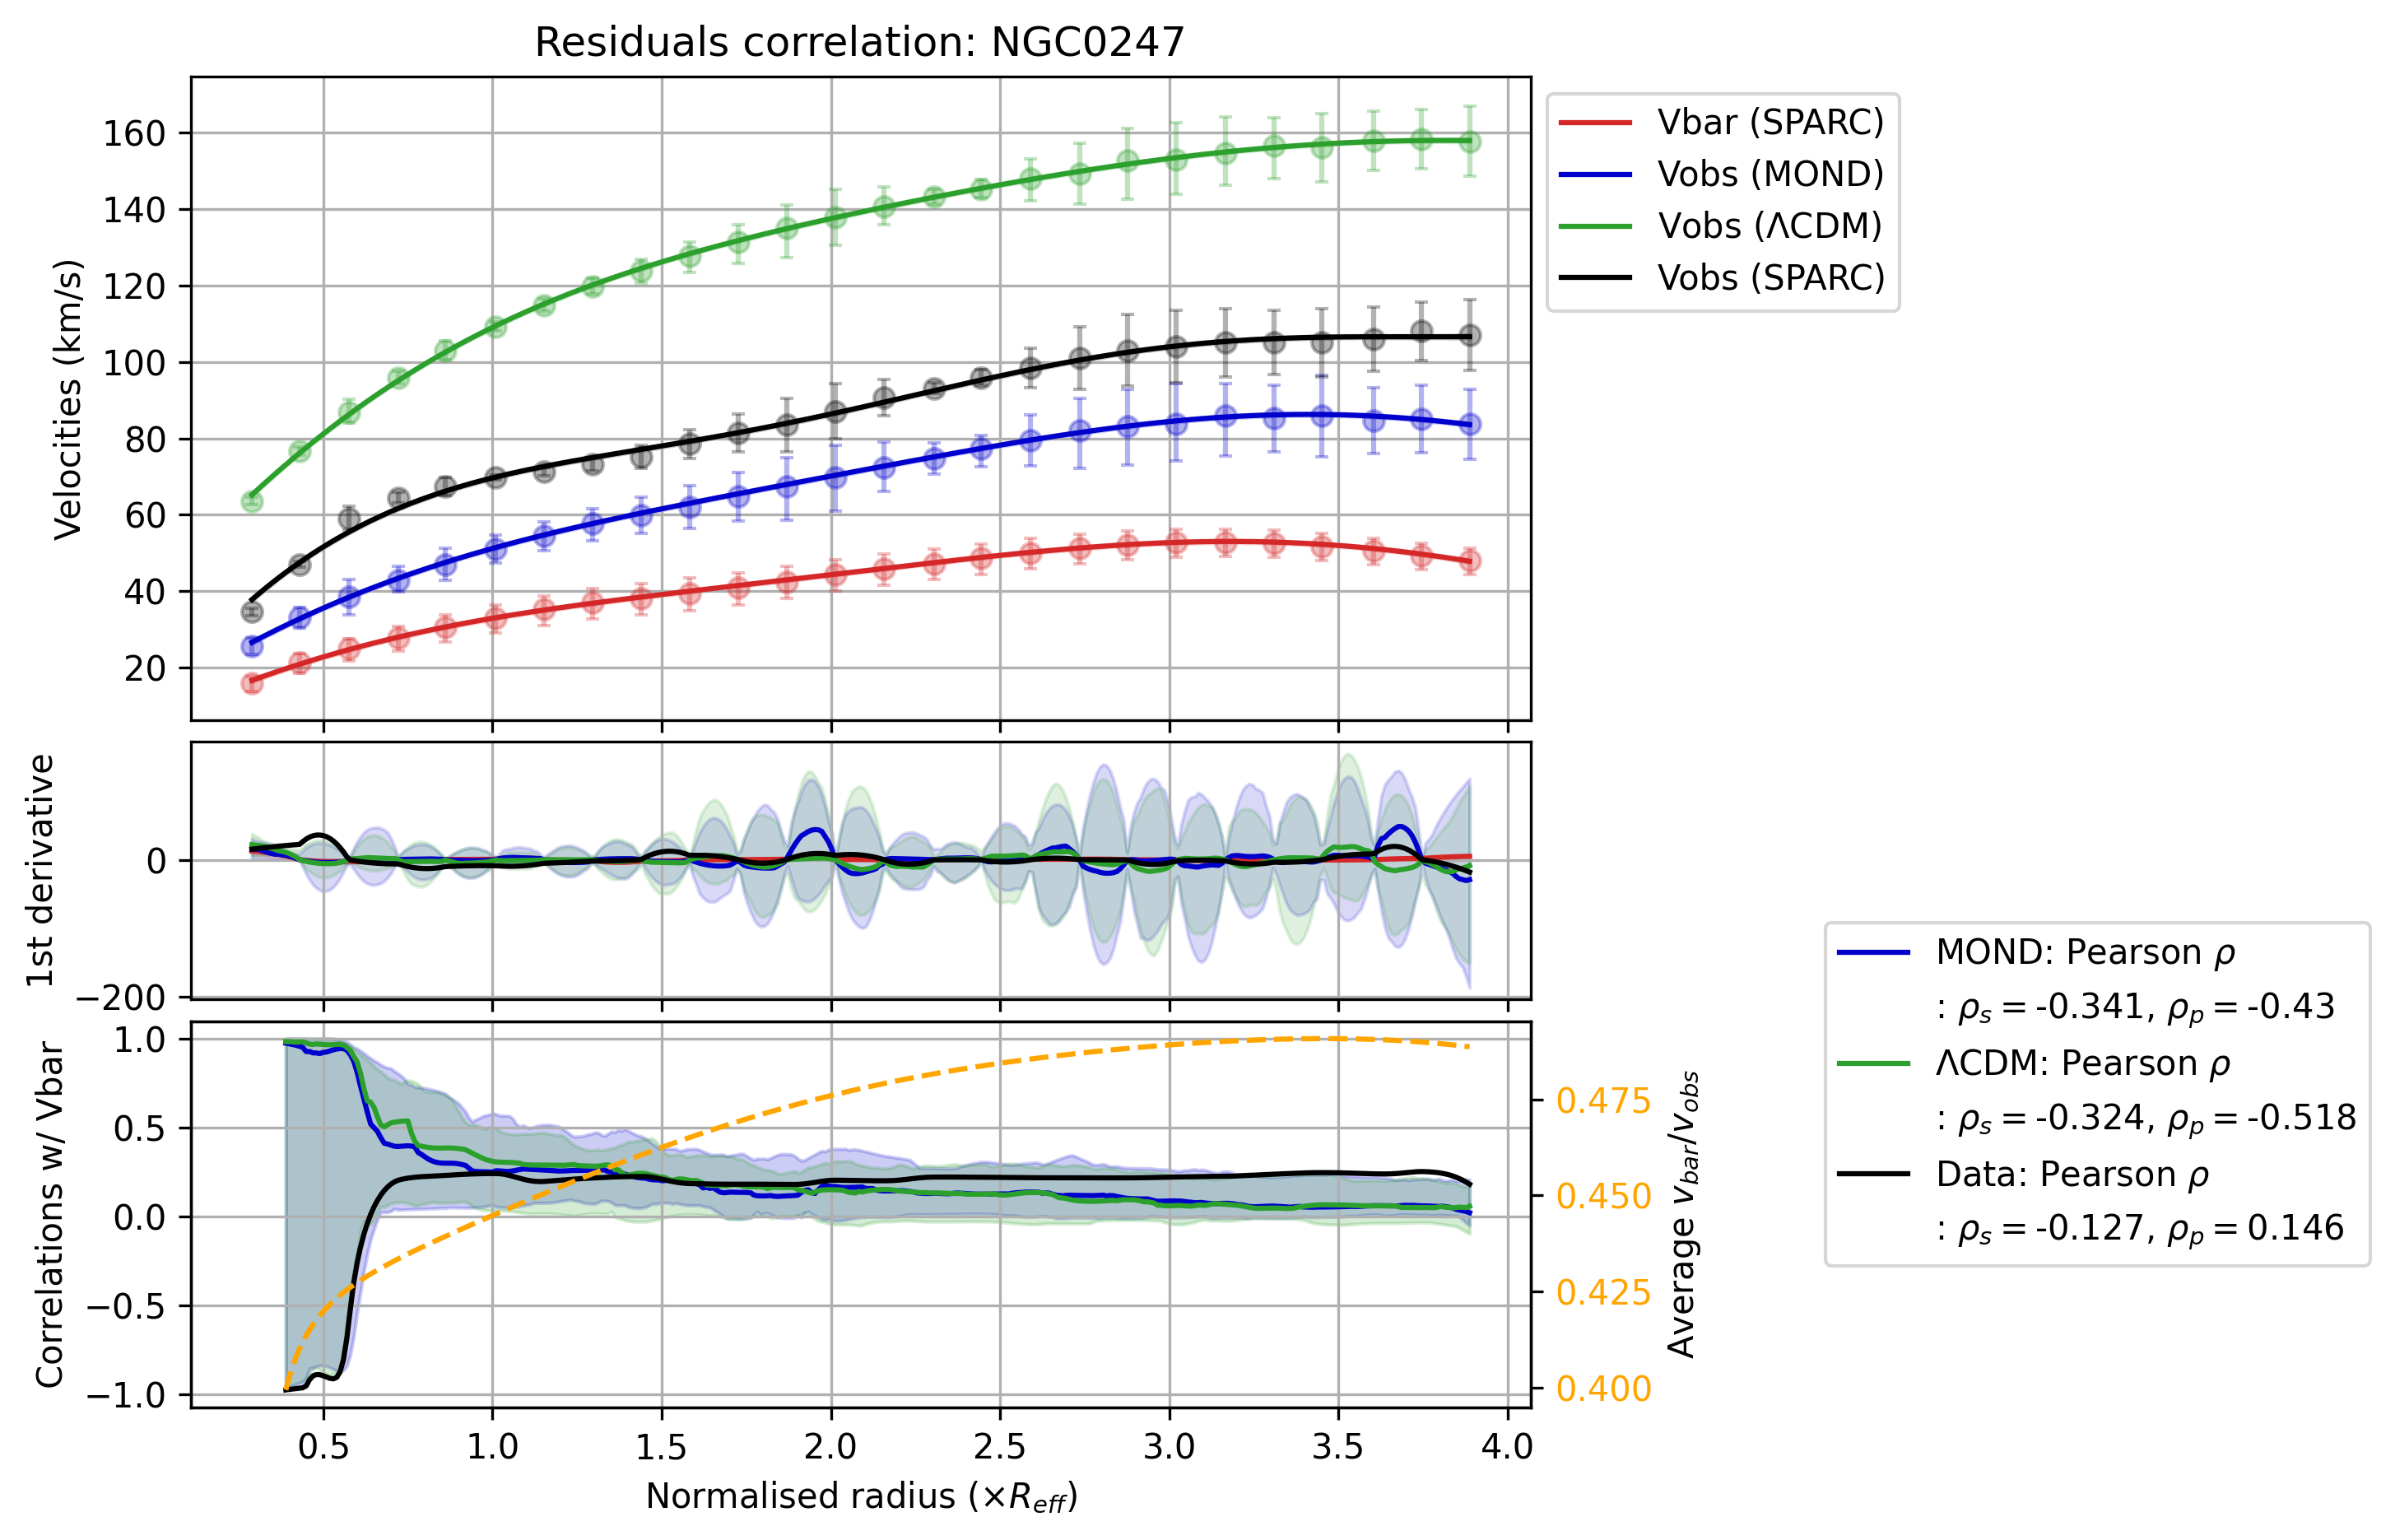 Residuals correlation: NGC0247
Velocities (km/s)
160
140
120
100
80
60
40
20
Vbar (SPARC)
Vobs (MOND)
Vobs (ΛCDM)
Vobs (SPARC)
1st derivative
0
−200
Correlations w/ Vbar
1.0
0.5
0.0
−0.5
−1.0
0.475
0.450
0.425
0.400
Average v_bar/v_obs
MOND: Pearson ρ
: ρ_s = -0.341, ρ_p = -0.43
ΛCDM: Pearson ρ
: ρ_s = -0.324, ρ_p = -0.518
Data: Pearson ρ
: ρ_s = -0.127, ρ_p = 0.146
0.5 1.0 1.5 2.0 2.5 3.0 3.5 4.0
Normalised radius (×R_eff)